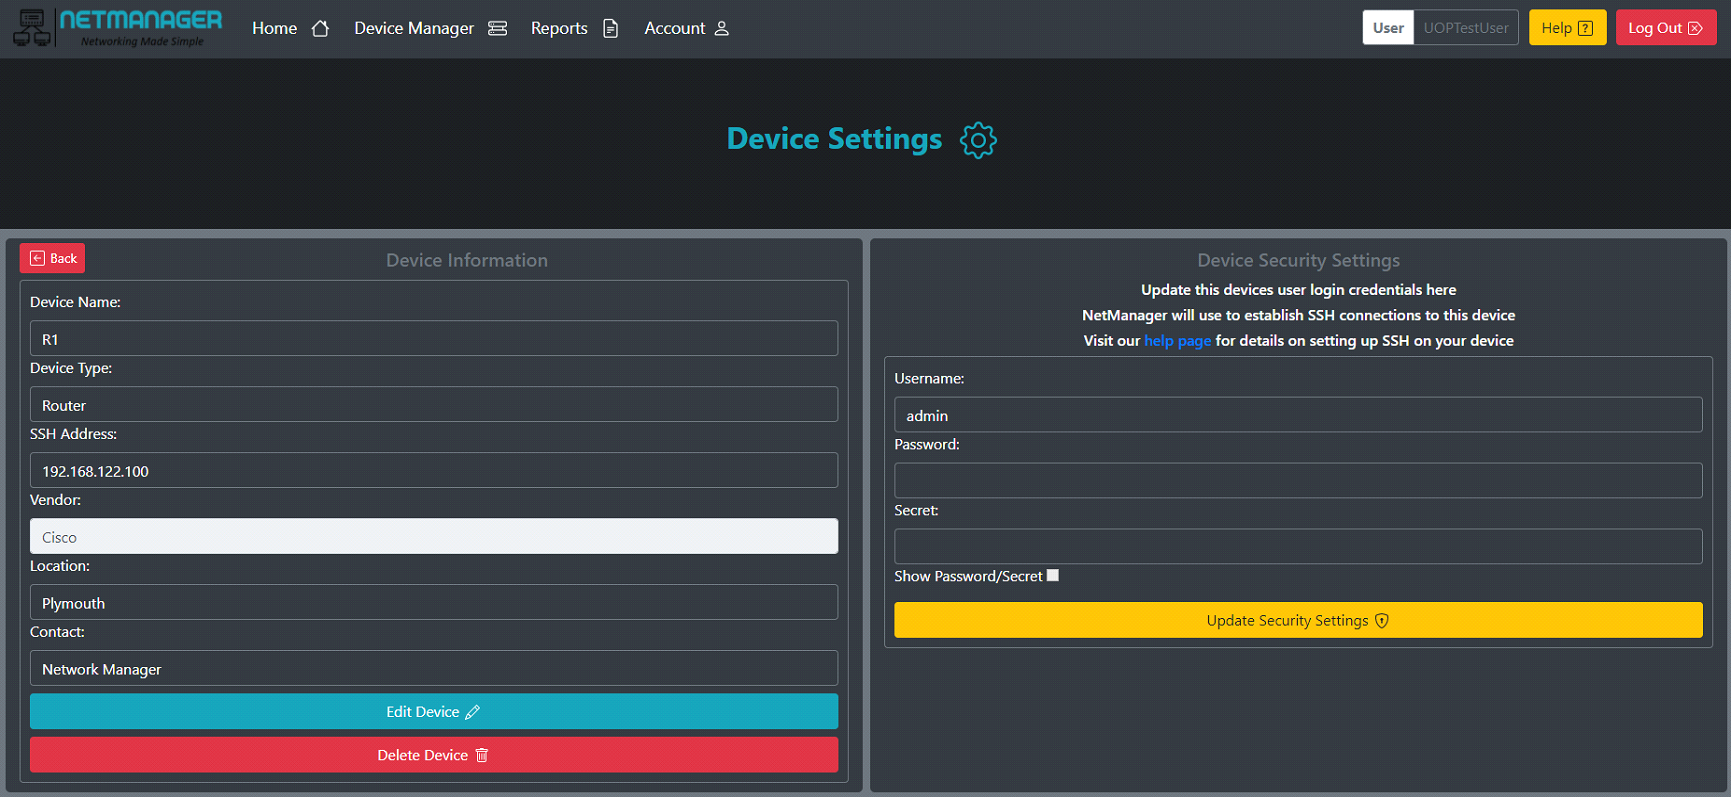 NETMANAGER
Networking Made Simple
Home
Device Manager
Reports
Account
User
UOPTestUser
Help
Log Out
Device Settings
Back
Device Information
Device Name:
R1
Device Type:
Router
SSH Address:
192.168.122.100
Vendor:
Cisco
Location:
Plymouth
Contact:
Network Manager
Edit Device
Delete Device
Device Security Settings
Update this devices user login credentials here
NetManager will use to establish SSH connections to this device
Visit our help page for details on setting up SSH on your device
Username:
admin
Password:
Secret:
Show Password/Secret
Update Security Settings